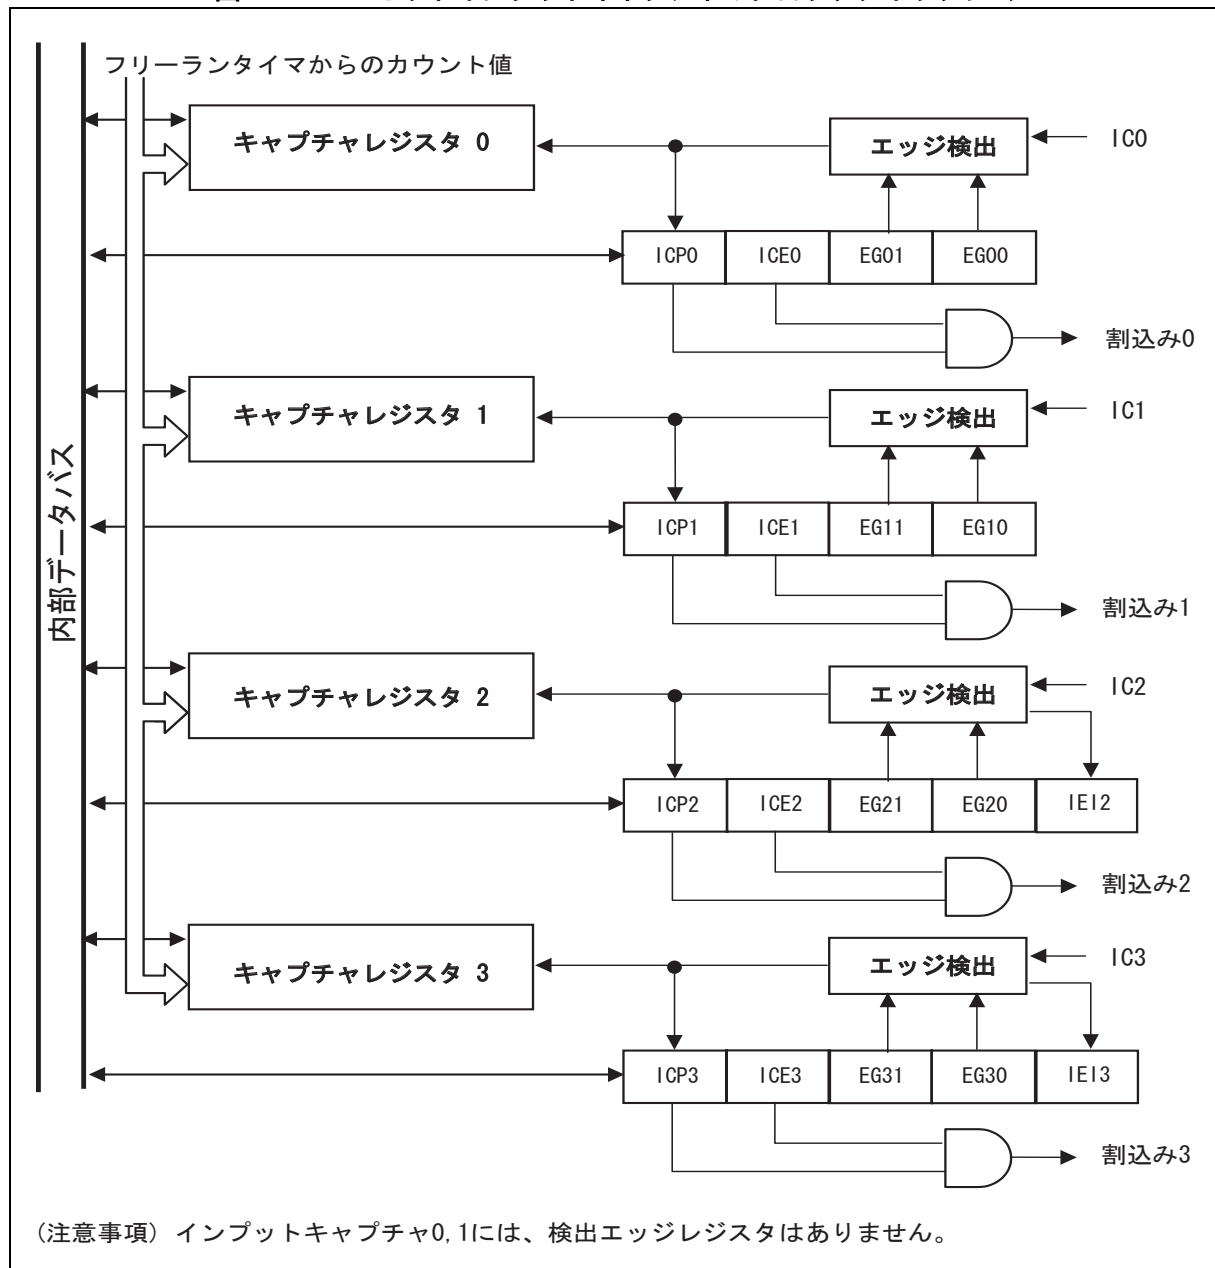 フリーランタイマからのカウント値
キャプチャレジスタ 0
エッジ検出
IC0
ICP0
ICE0
EG01
EG00
割込み0
キャプチャレジスタ 1
エッジ検出
IC1
ICP1
ICE1
EG11
EG10
割込み1
内部データバス
キャプチャレジスタ 2
エッジ検出
IC2
ICP2
ICE2
EG21
EG20
IEI2
割込み2
キャプチャレジスタ 3
エッジ検出
IC3
ICP3
ICE3
EG31
EG30
IEI3
割込み3
(注意事項) インプットキャプチャ0,1には、検出エッジレジスタはありません。